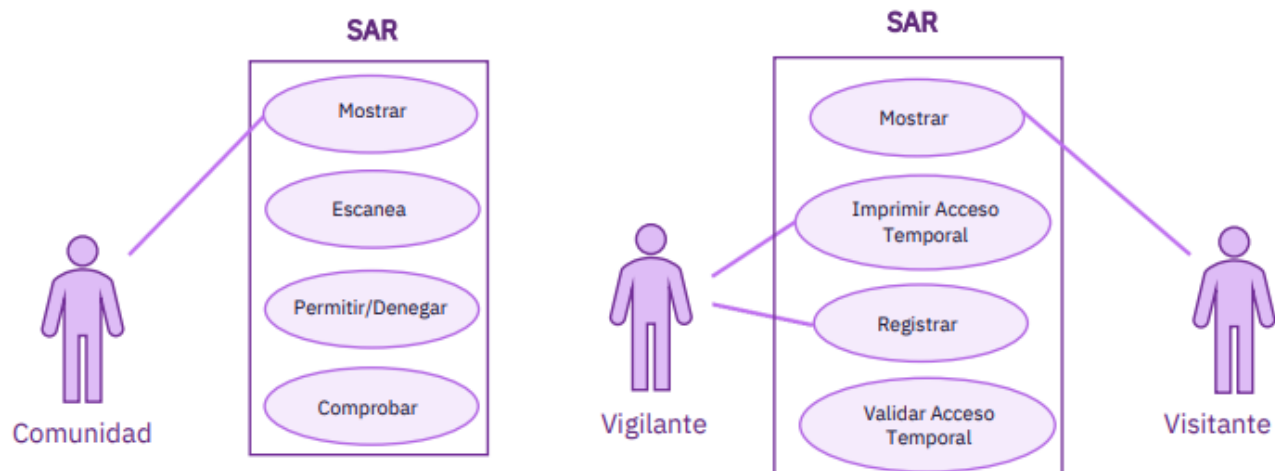 SAR
Mostrar
Escanea
Permitir/Denegar
Comprobar
Comunidad
SAR
Mostrar
Imprimir Acceso
Temporal
Registrar
Validar Acceso
Temporal
Vigilante
Visitante